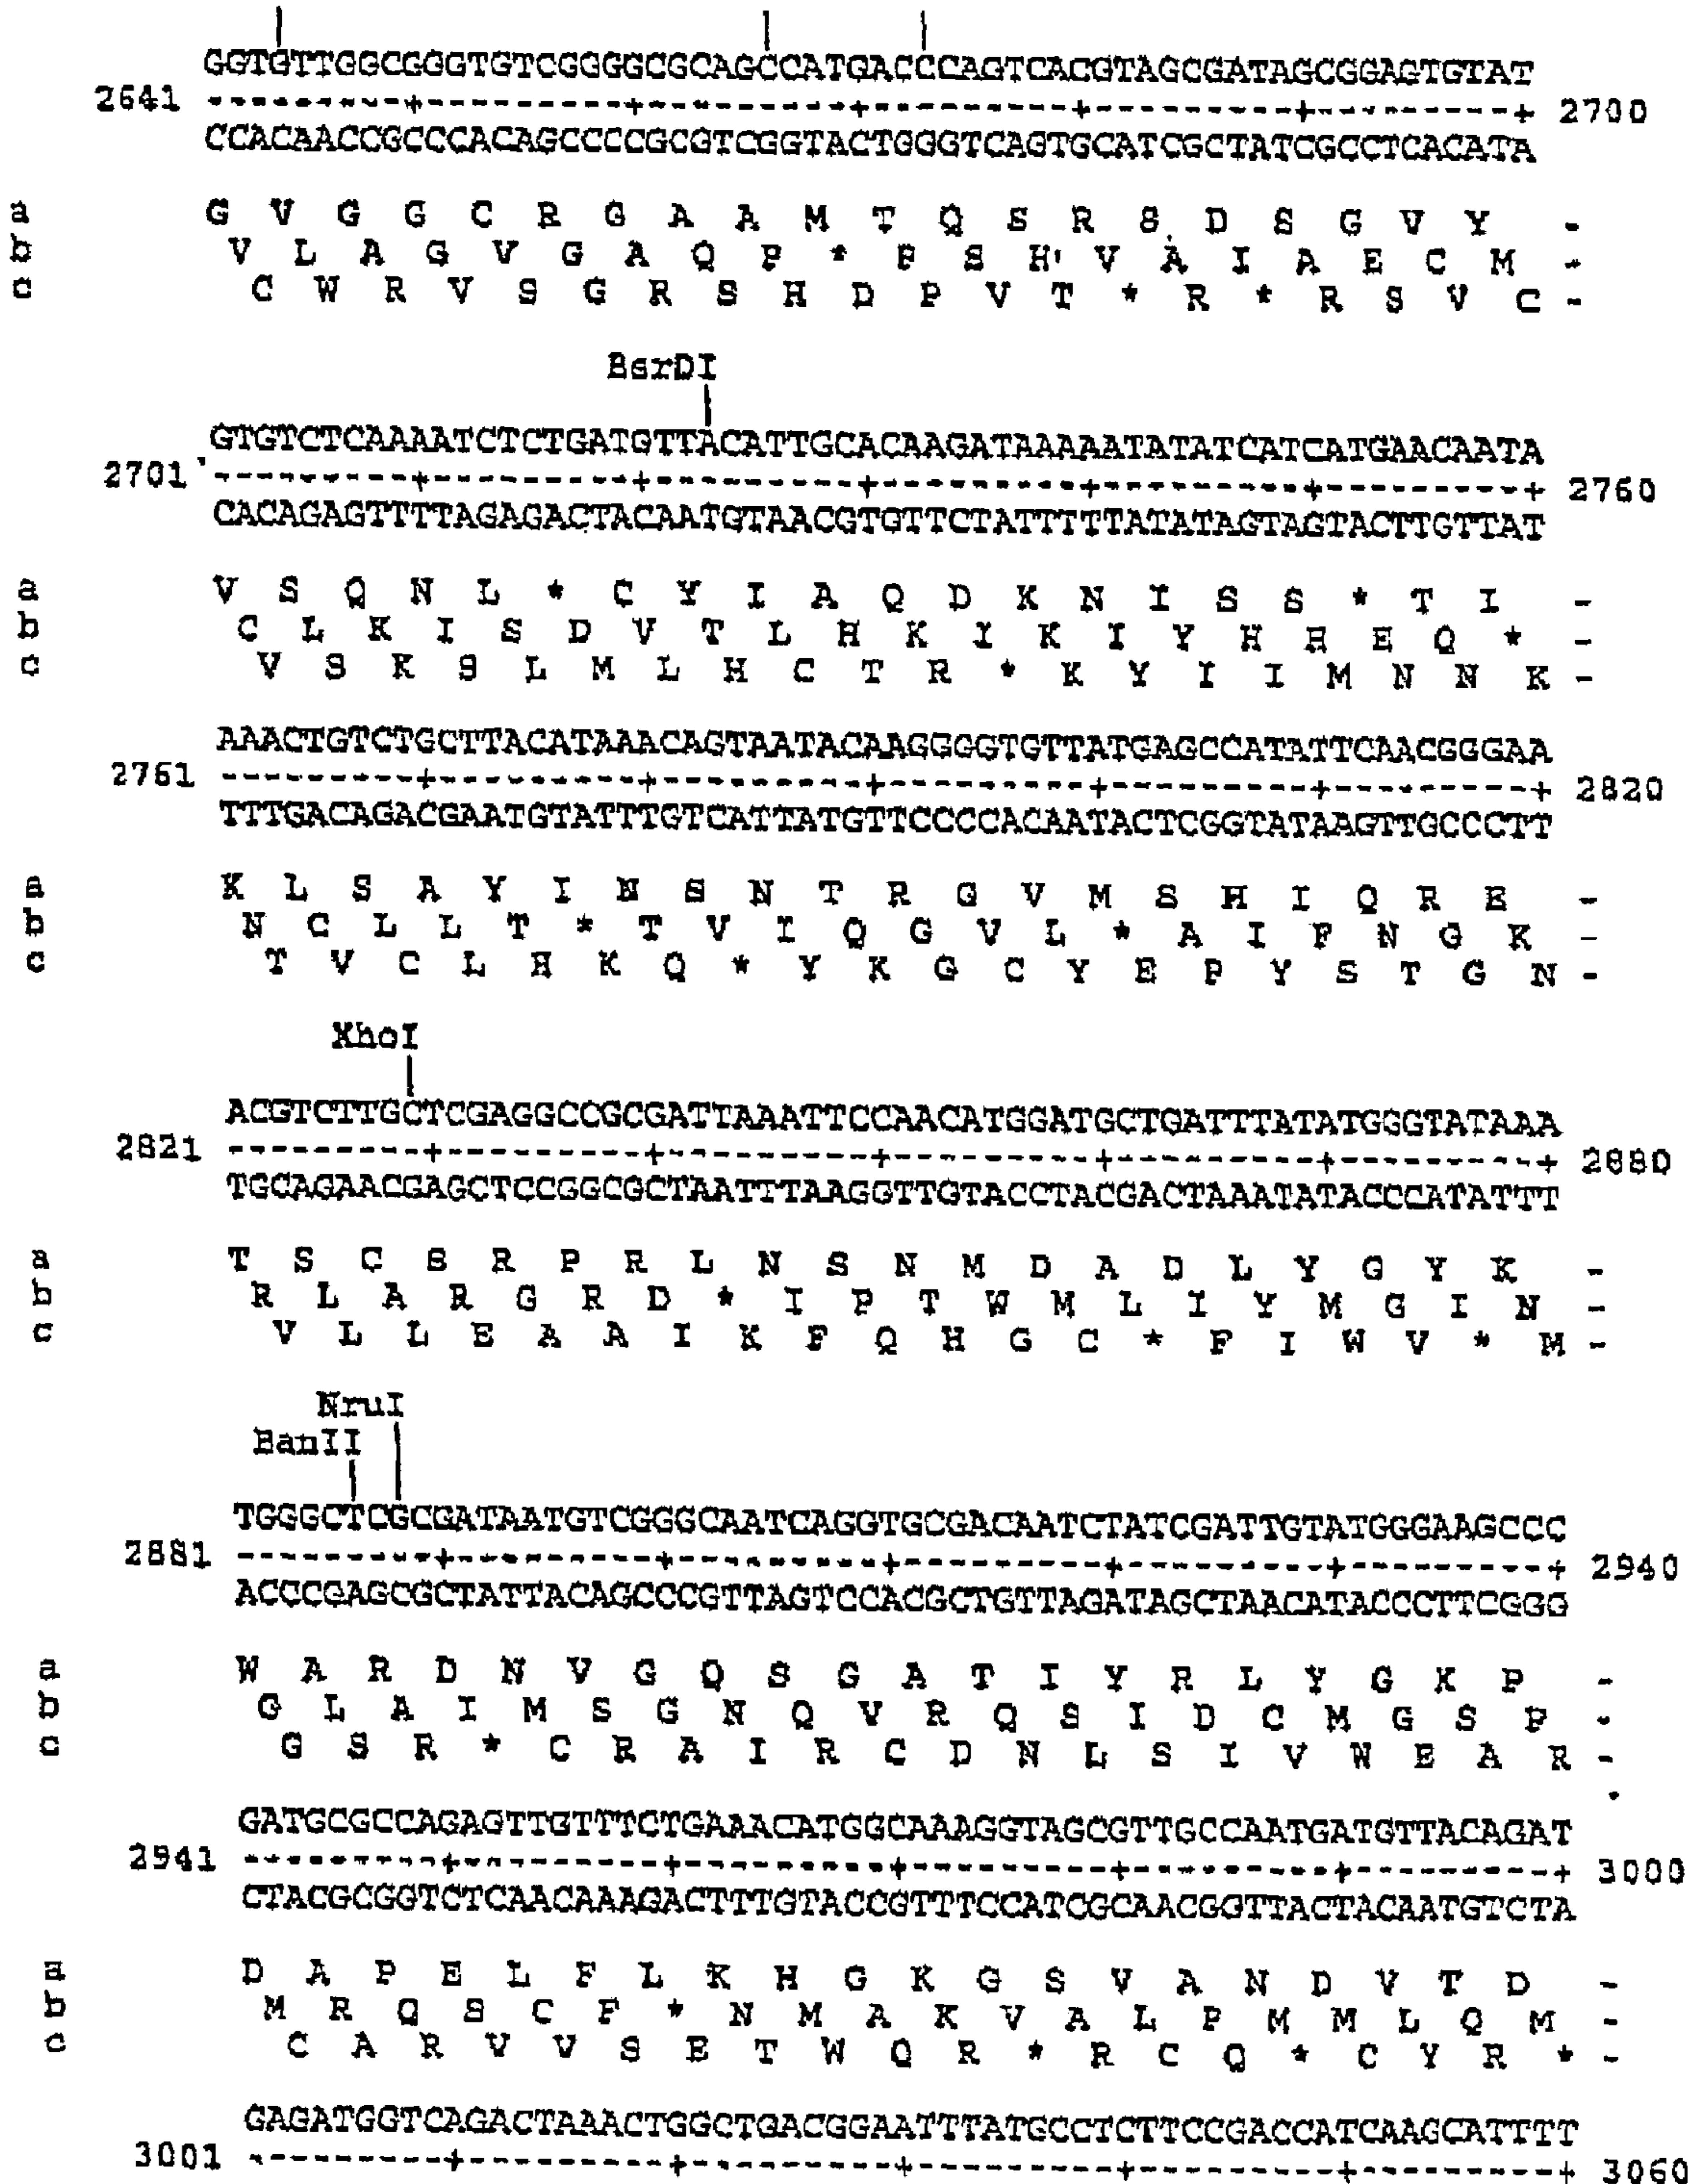 GGTGTTGGCGGGTGTCGGGGCGCAGCCATGACCCAGTCACGTAGCGATAGCGGAGTGTAT
2641 ---------+---------+---------+---------+---------+---------+ 2700
CCACAACCGCCCACAGCCCCGCGTCGGTACTGGGTCAGTGCATCGCTATCGCCTCACATA
a G V G G C R G A A M T Q S R S D S G V Y -
b V L A G V G A Q P * P S H V A I A E C M -
c C W R V S G R S H D P V T * R * R S V C -
BsrDI
GTGTCTCAAAATCTCTGATGTTACATTGCACAAGATAAAAATATATCATCATGAACAATA
2701 ---------+---------+---------+---------+---------+---------+ 2760
CACAGAGTTTTAGAGACTACAATGTAACGTGTTCTATTTTTATATAGTAGTACTTGTTAT
a V S Q N L * C Y I A Q D K N I S S * T I -
b C L K I S D V T L H K I K I Y H H E Q * -
c V S K S L M L H C T R * K Y I I M N N K -
AAACTGTCTGCTTACATAAACAGTAATACAAGGGGTGTTATGAGCCATATTCAACGGGAA
2761 ---------+---------+---------+---------+---------+---------+ 2820
TTTGACAGACGAATGTATTTGTCATTATGTTCCCCACAATACTCGGTATAAGTTGCCCTT
a K L S A Y I N S N T R G V M S H I Q R E -
b N C L L T * T V I Q G V L * A I F N G K -
c T V C L H K Q * Y K G C Y E P Y S T G N -
XhoI
ACGTCTTGCTCGAGGCCGCGATTAAATTCCAACATGGATGCTGATTTATATGGGTATAAA
2821 ---------+---------+---------+---------+---------+---------+ 2880
TGCAGAACGAGCTCCGGCGCTAATTTAAGGTTGTACCTACGACTAAATATACCCATATTT
a T S C S R P R L N S N M D A D L Y G Y K -
b R L A R G R D * I P T W M L I Y M G I N -
c V L L E A A I K F Q H G C * F I W V * M -
NruI
BanII
TGGGCTCGCGATAATGTCGGGCAATCAGGTGCGACAATCTATCGATTGTATGGGAAGCCC
2881 ---------+---------+---------+---------+---------+---------+ 2940
ACCCGAGCGCTATTACAGCCCGTTAGTCCACGCTGTTAGATAGCTAACATACCCTTCGGG
a W A R D N V G Q S G A T I Y R L Y G K P -
b G L A I M S G N Q V R Q S I D C M G S P -
c G S R * C R A I R C D N L S I V W E A R -
GATGCGCCAGAGTTGTTTCTGAAACATGGCAAAGGTAGCGTTGCCAATGATGTTACAGAT
2941 ---------+---------+---------+---------+---------+---------+ 3000
CTACGCGGTCTCAACAAAGACTTTGTACCGTTTCCATCGCAACGGTTACTACAATGTCTA
a D A P E L F L K H G K G S V A N D V T D -
b M R Q S C F * N M A K V A L P M M L Q M -
c C A R V V S E T W Q R * R C Q * C Y R * -
GAGATGGTCAGACTAAACTGGCTGACGGAATTTATGCCTCTTCCGACCATCAAGCATTTT
3001 ---------+---------+---------+---------+---------+---------+ 3060